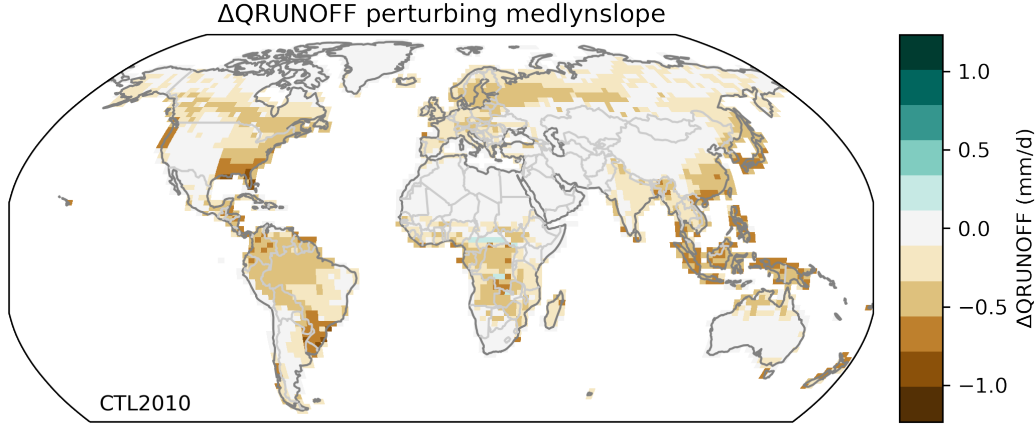 ΔQRUNOFF perturbing medlynslope
1.0
0.5
0.0
−0.5
−1.0
ΔQRUNOFF (mm/d)
CTL2010